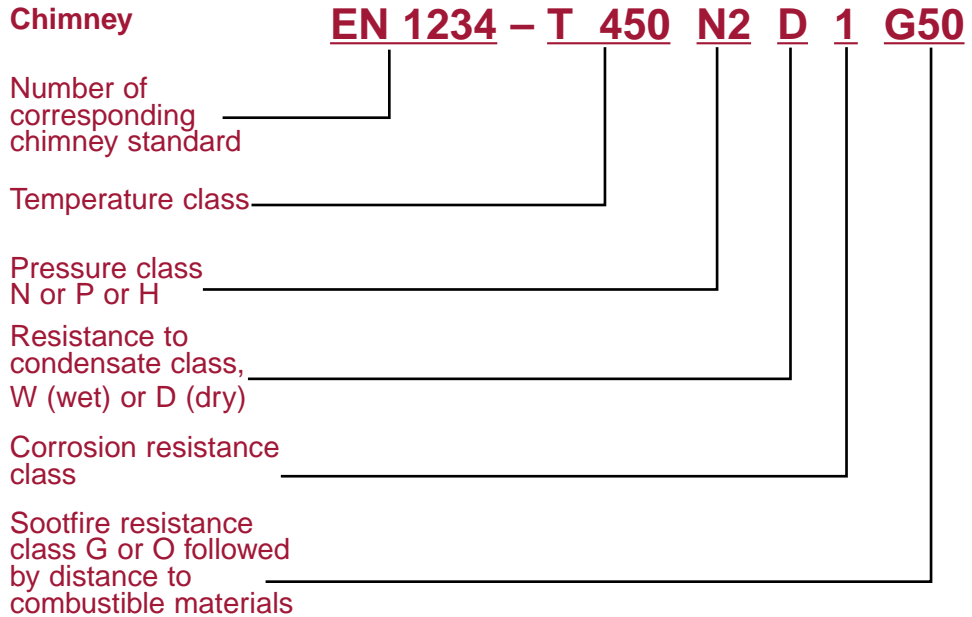 Chimney EN 1234 – T 450 N2 D 1 G50
Number of
corresponding
chimney standard
Temperature class
Pressure class
N or P or H
Resistance to
condensate class,
W (wet) or D (dry)
Corrosion resistance
class
Sootfire resistance
class G or O followed
by distance to
combustible materials